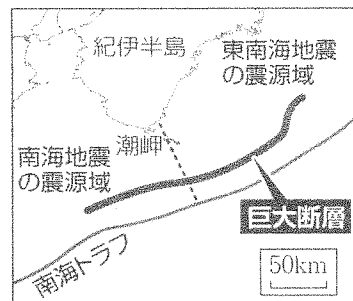 紀伊半島
東南海地震
の震源域
潮岬
南海地震
の震源域
巨大断層
南海トラフ
50km